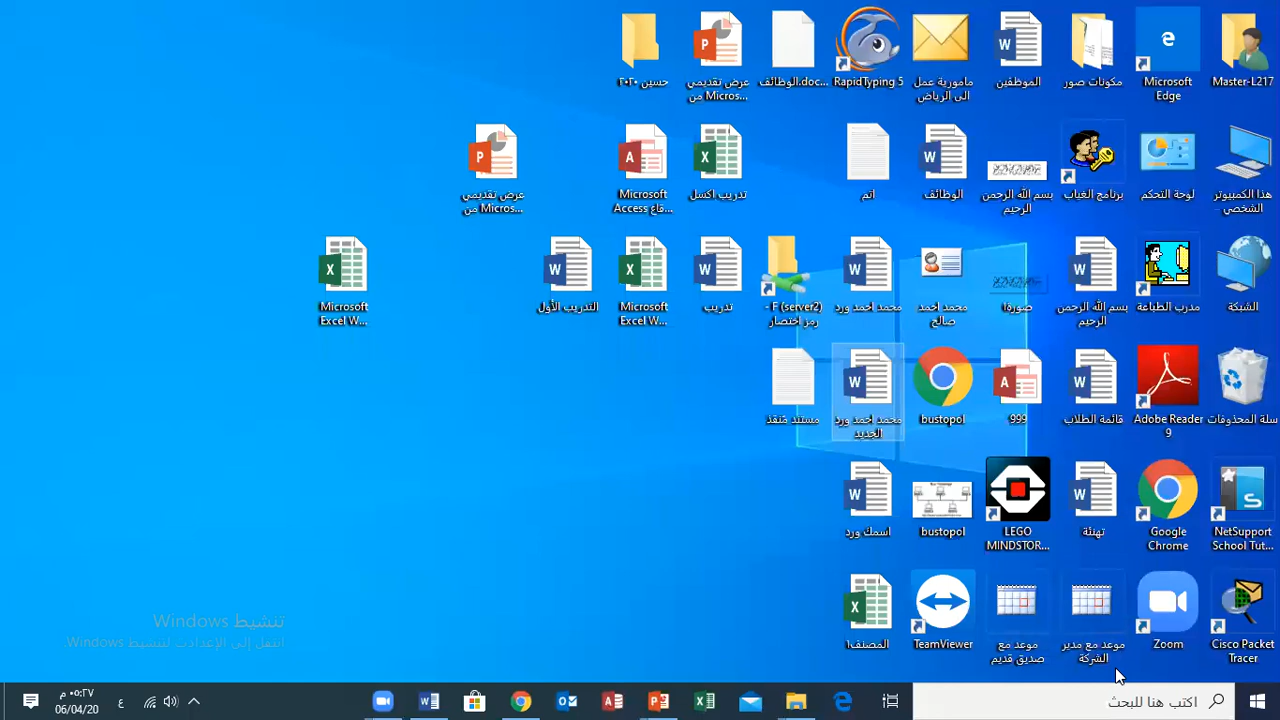 Master-L217
Microsoft
Edge
مكونات صور
الموظفين
مامورية عمل
الى الرياض
RapidTyping 5
الوظائف.doc...
عرض تقديمي
من Micros...
حسين ٢٠٢٠
هذا الكمبيوتر
الشخصي
لوحة التحكم
برنامج الغياب
بسم الله الرحمن
الرحيم
الوظائف
اتم
تدريب اكسل
Microsoft
Access قاع...
عرض تقديمي
من Micros...
الشبكة
مدرب الطباعة
بسم الله الرحمن
الرحيم
صورة١
محمد احمد
صالح
محمد احمد ورد
F (server2) -
رمز اختصار
تدريب
Microsoft
Excel W...
التدريب الأول
Microsoft
Excel W...
سلة المحذوفات
Adobe Reader
9
قائمة الطلاب
999
bustopol
محمد احمد ورد
الجديد
مستند مُنقذ
NetSupport
School Tut...
Google
Chrome
تهنئة
LEGO
MINDSTOR...
bustopol
اسمك ورد
Cisco Packet
Tracer
Zoom
موعد مع مدير
الشركة
موعد مع
صديق قديم
TeamViewer
المصنف١
تنشيط Windows
انتقل إلى الإعدادات لتنشيط Windows.
اكتب هنا للبحث
ع
٠٥:٢٧ م
06/04/20